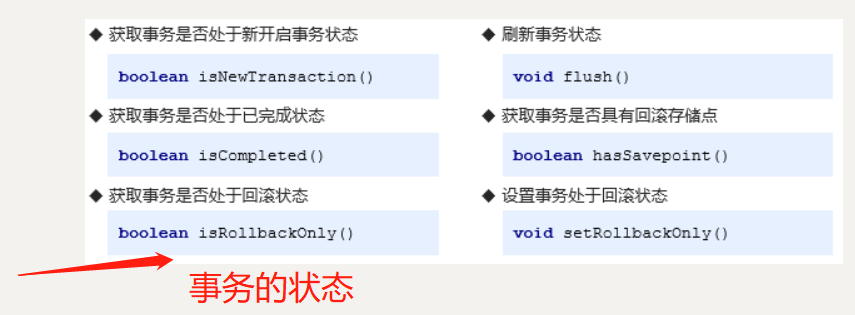 ◆ 获取事务是否处于新开启事务状态
boolean isNewTransaction()
◆ 获取事务是否处于已完成状态
boolean isCompleted()
◆ 获取事务是否处于回滚状态
boolean isRollbackOnly()
◆ 刷新事务状态
void flush()
◆ 获取事务是否具有回滚存储点
boolean hasSavepoint()
◆ 设置事务处于回滚状态
void setRollbackOnly()
事务的状态